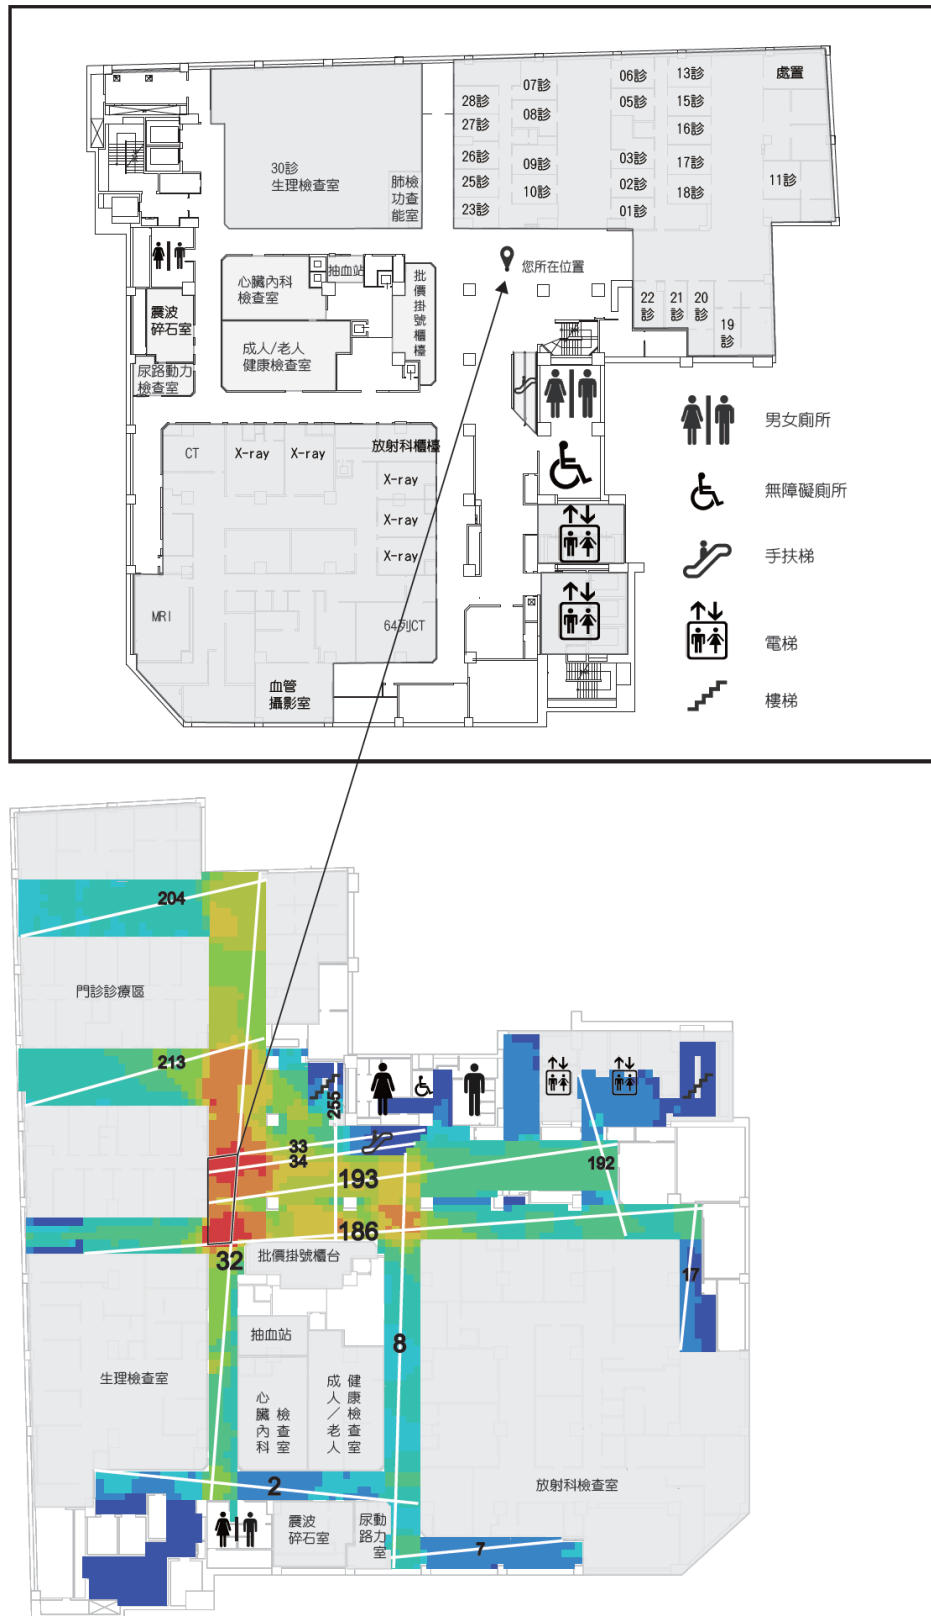 07診
06診
13診
處置
28診
08診
05診
15診
27診
16診
26診
09診
03診
17診
25診
10診
02診
18診
11診
23診
01診
30診
生理檢查室
肺檢
功查
能室
您所在位置
心臟內科
檢查室
抽血站
批價掛號櫃檯
成人/老人
健康檢查室
震波
碎石室
尿路動力
檢查室
22
診
21
診
20
診
19
診
CT
X-ray
X-ray
放射科櫃檯
X-ray
X-ray
X-ray
MRI
64列CT
血管
攝影室
男女廁所
無障礙廁所
手扶梯
電梯
樓梯
204
門診診療區
213
255
33
34
193
192
186
32
批價掛號櫃台
17
抽血站
8
生理檢查室
心臟內科
檢查室
成人／老人
健康檢查室
2
放射科檢查室
震波
碎石室
尿動
路力
室
7